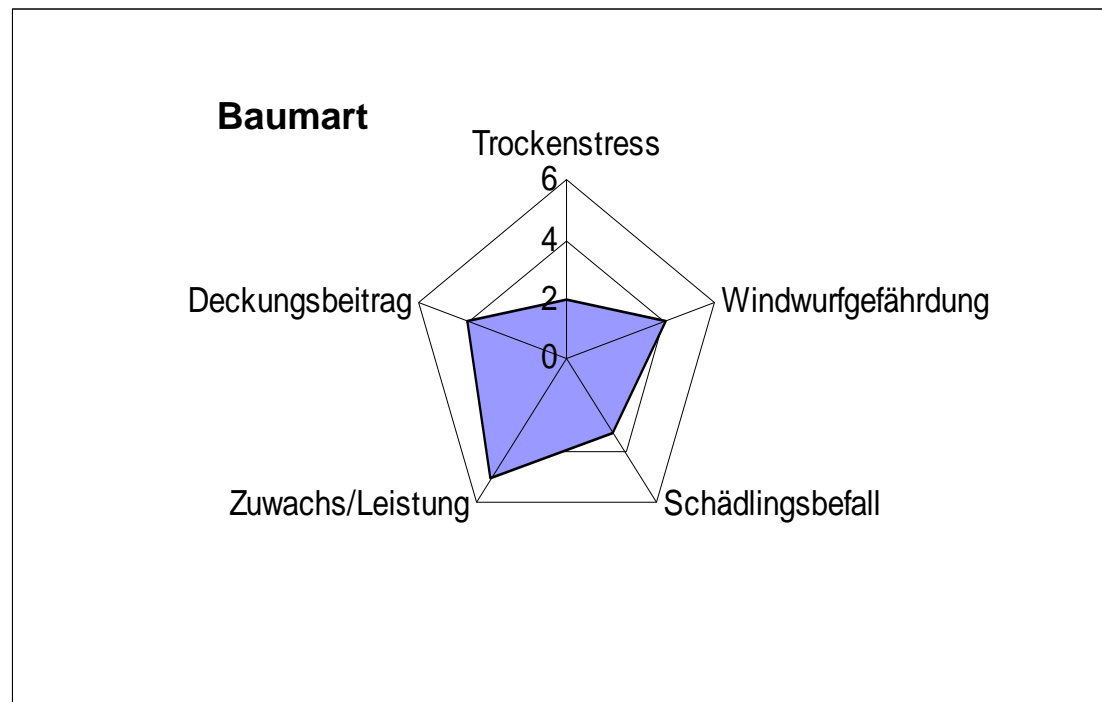 Baumart
Trockenstress
6
4
2
0
Deckungsbeitrag
Windwurfgefährdung
Zuwachs/Leistung
Schädlingsbefall